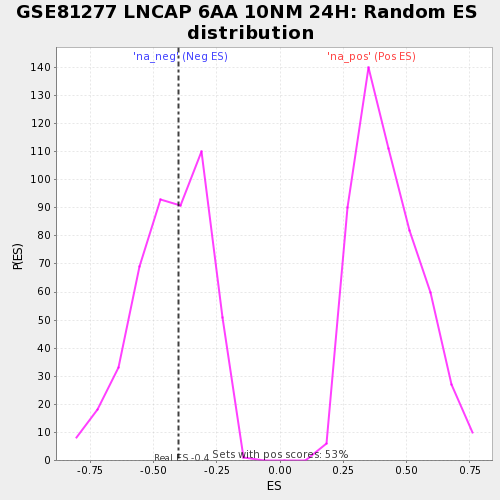 GSE81277 LNCAP 6AA 10NM 24H: Random ES
distribution
'na_neg' (Neg ES)
'na_pos' (Pos ES)
140
130
120
110
100
90
80
70
60
50
40
30
20
10
0
P(ES)
Real ES -0.4
Sets with pos scores: 53%
-0.75
-0.50
-0.25
0.00
0.25
0.50
0.75
ES